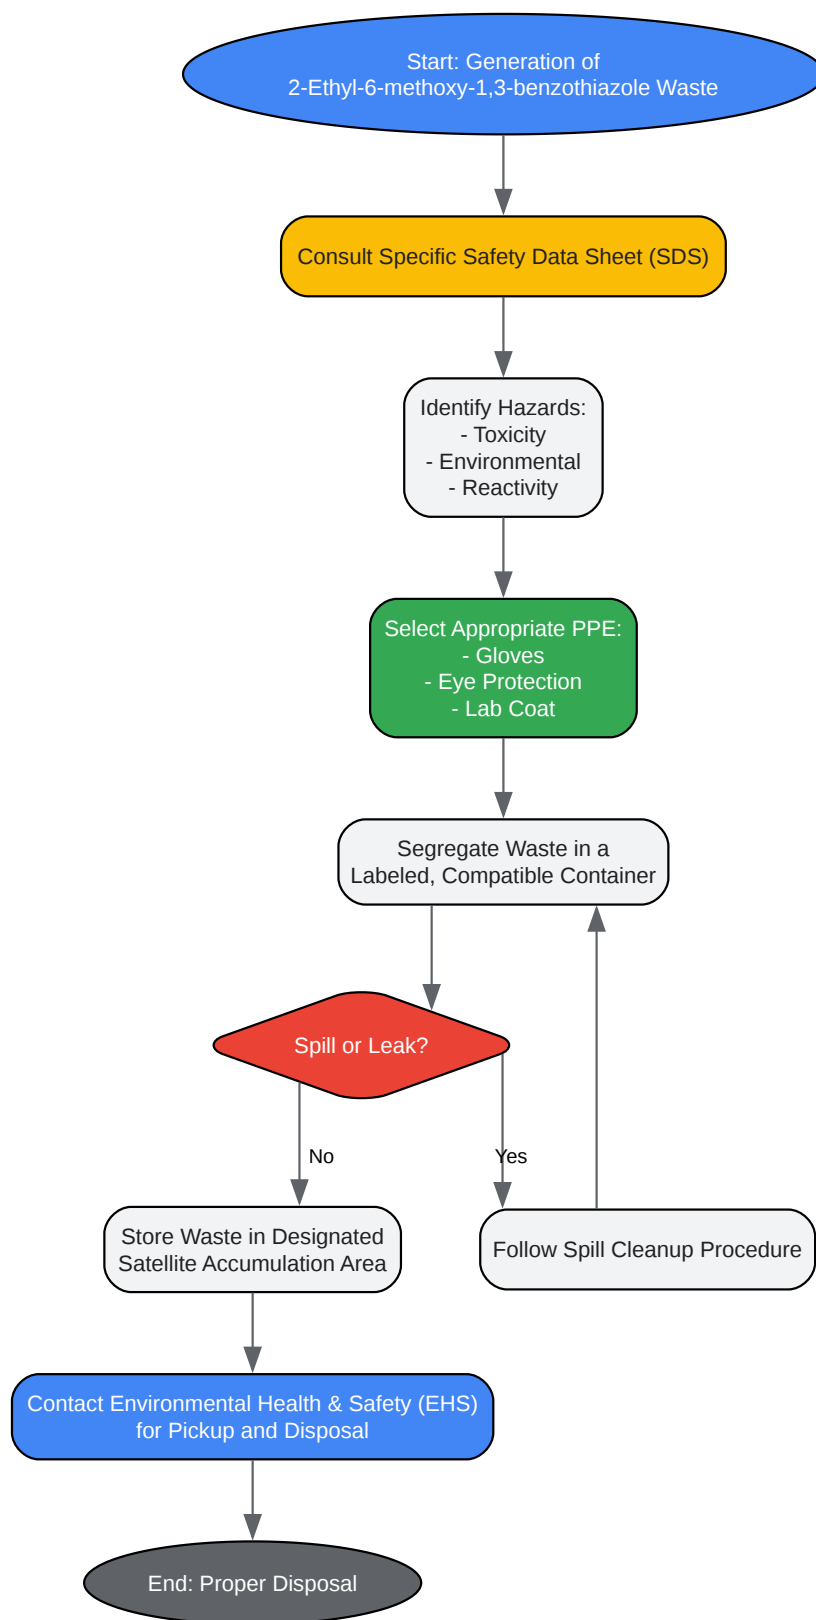 Start: Generation of
2-Ethyl-6-methoxy-1,3-benzothiazole Waste
Consult Specific Safety Data Sheet (SDS)
Identify Hazards:
- Toxicity
- Environmental
- Reactivity
Select Appropriate PPE:
- Gloves
- Eye Protection
- Lab Coat
Segregate Waste in a
Labeled, Compatible Container
Spill or Leak?
No
Yes
Store Waste in Designated
Satellite Accumulation Area
Follow Spill Cleanup Procedure
Contact Environmental Health & Safety (EHS)
for Pickup and Disposal
End: Proper Disposal